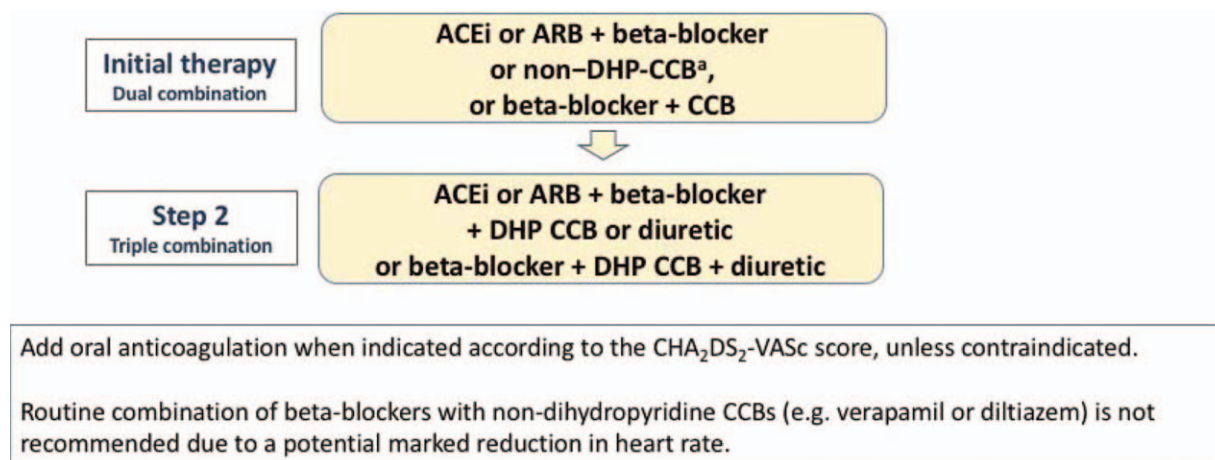 Initial therapy
Dual combination
ACEi or ARB + beta-blocker
or non–DHP-CCBᵃ,
or beta-blocker + CCB
Step 2
Triple combination
ACEi or ARB + beta-blocker
+ DHP CCB or diuretic
or beta-blocker + DHP CCB + diuretic
Add oral anticoagulation when indicated according to the CHA₂DS₂-VASc score, unless contraindicated.
Routine combination of beta-blockers with non-dihydropyridine CCBs (e.g. verapamil or diltiazem) is not
recommended due to a potential marked reduction in heart rate.